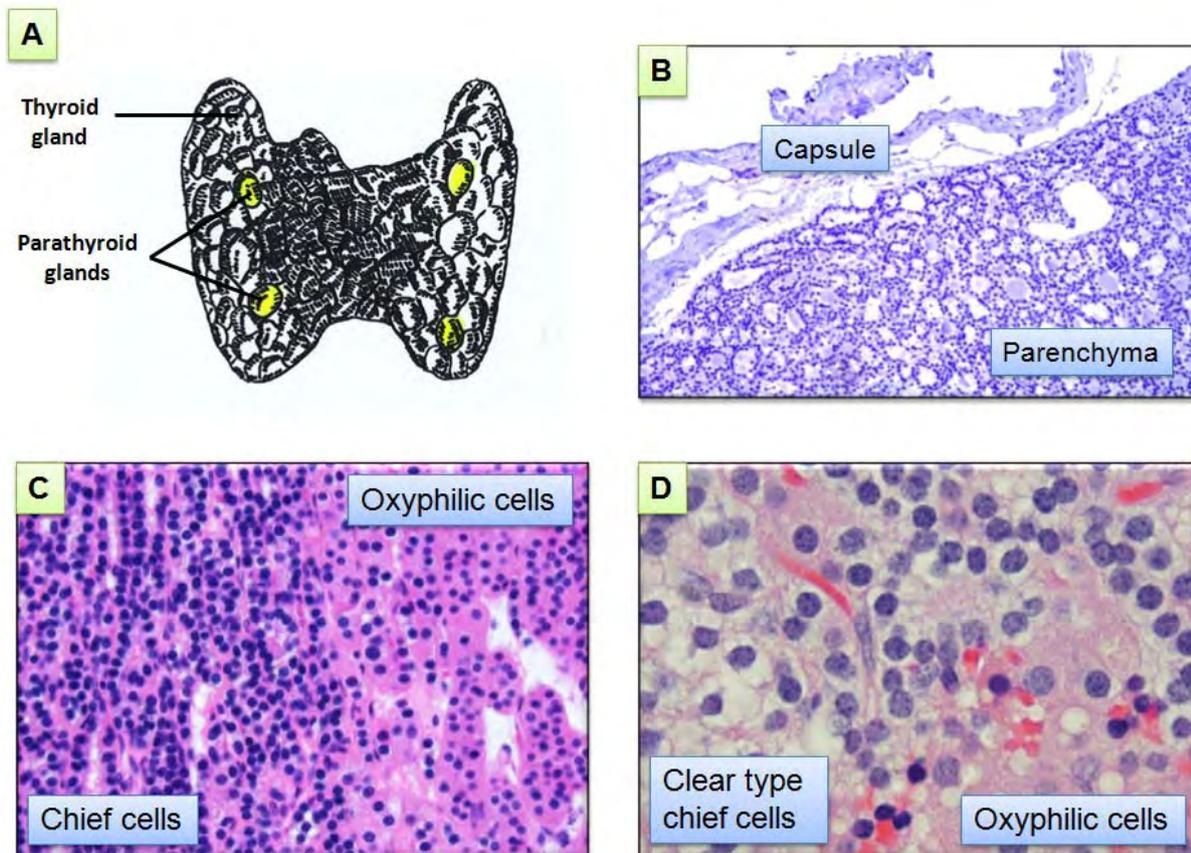 A
Thyroid
gland
Parathyroid
glands
B
Capsule
Parenchyma
C
Oxyphilic cells
Chief cells
D
Clear type
chief cells
Oxyphilic cells